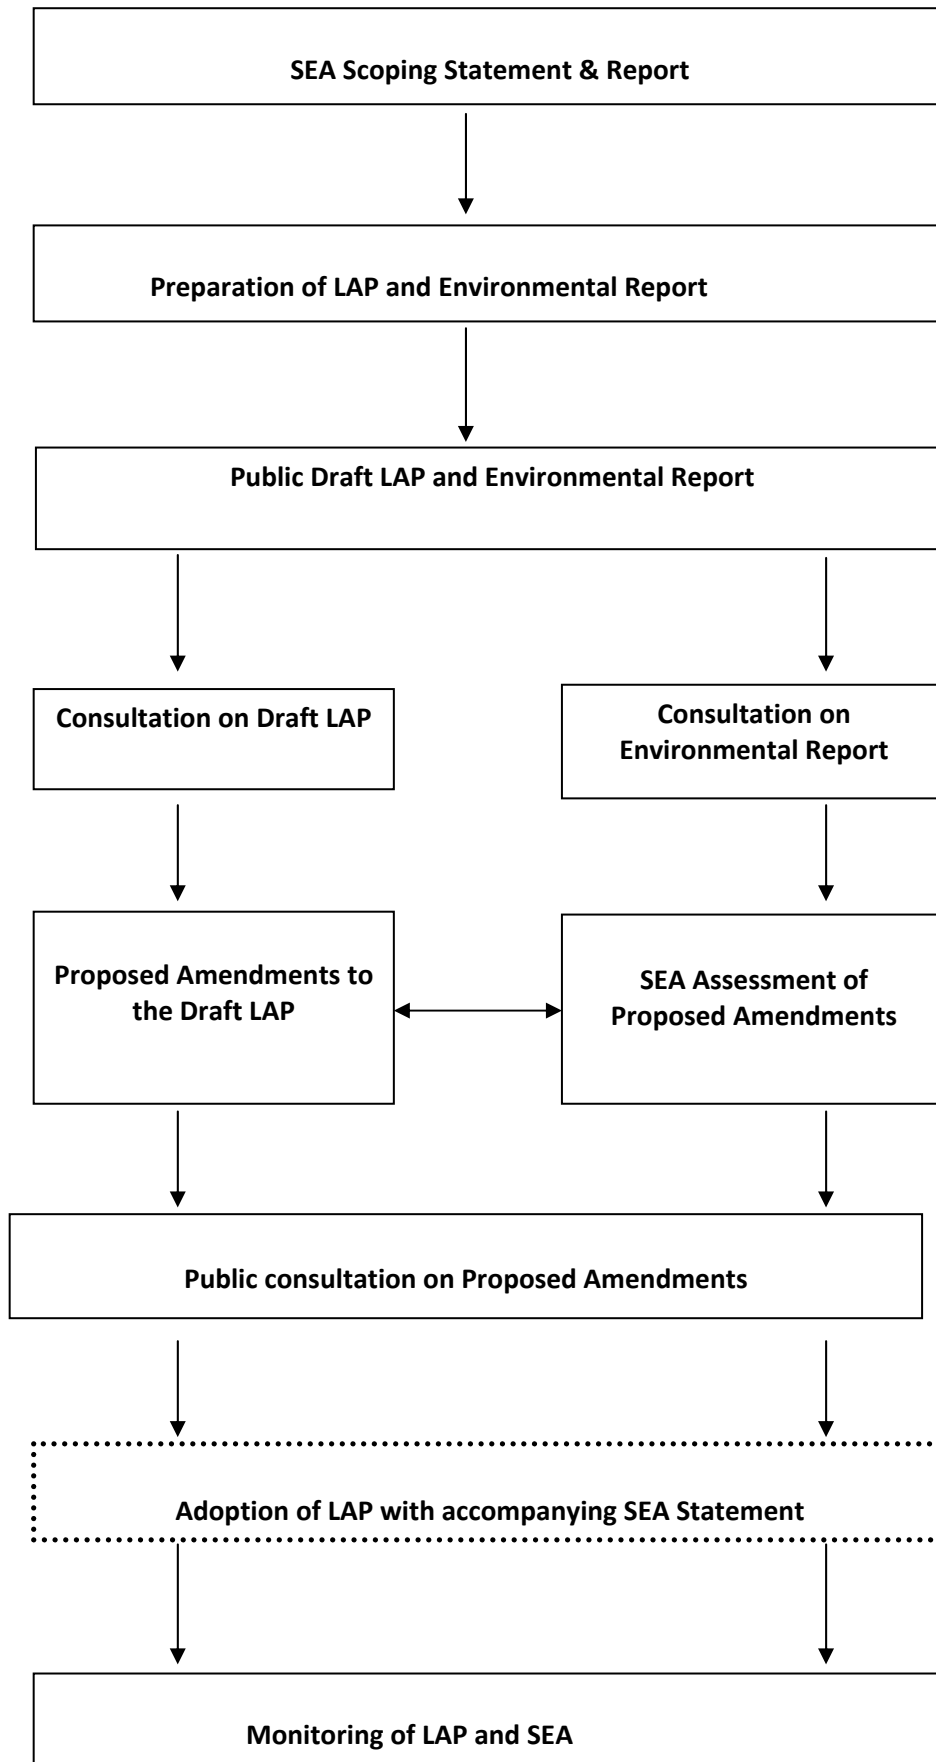 SEA Scoping Statement & Report
Preparation of LAP and Environmental Report
Public Draft LAP and Environmental Report
Consultation on Draft LAP
Consultation on
Environmental Report
Proposed Amendments to
the Draft LAP
SEA Assessment of
Proposed Amendments
Public consultation on Proposed Amendments
Adoption of LAP with accompanying SEA Statement
Monitoring of LAP and SEA